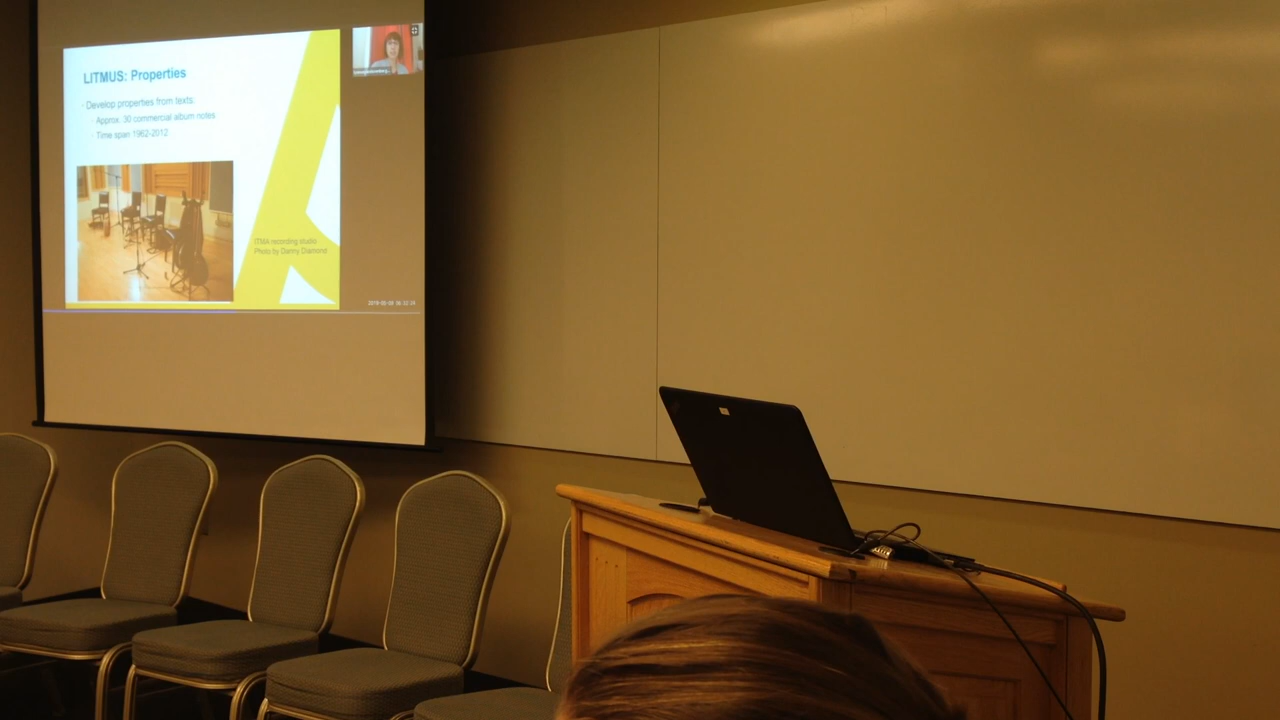 LITMUS: Properties
Develop properties from texts:
Approx. 30 commercial album notes
Time span 1962-2012
ITMA recording studio
Photo by Danny Diamond